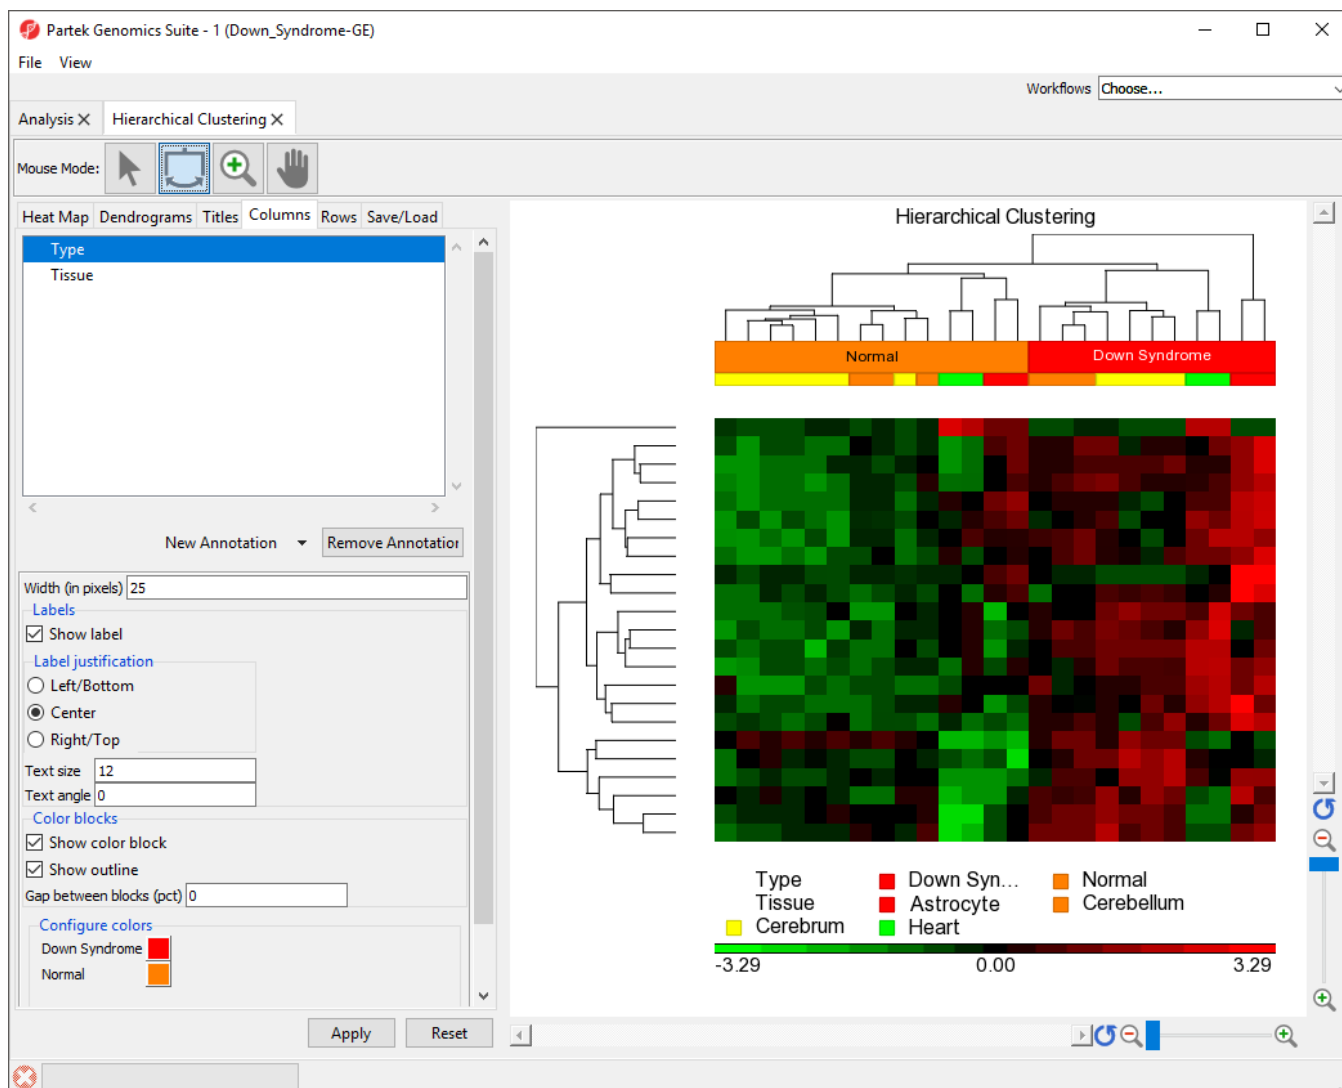 Partek Genomics Suite - 1 (Down_Syndrome-GE)
File View
Workflows Choose...
Analysis Hierarchical Clustering
Mouse Mode:
Heat Map Dendrograms Titles Columns Rows Save/Load
Type
Tissue
New Annotation Remove Annotation
Width (in pixels) 25
Labels
Show label
Label justification
Left/Bottom
Center
Right/Top
Text size 12
Text angle 0
Color blocks
Show color block
Show outline
Gap between blocks (pct) 0
Configure colors
Down Syndrome
Normal
Apply Reset
Hierarchical Clustering
Normal Down Syndrome
Type Down Syn... Normal
Tissue Astrocyte Cerebellum
Cerebrum Heart
-3.29 0.00 3.29